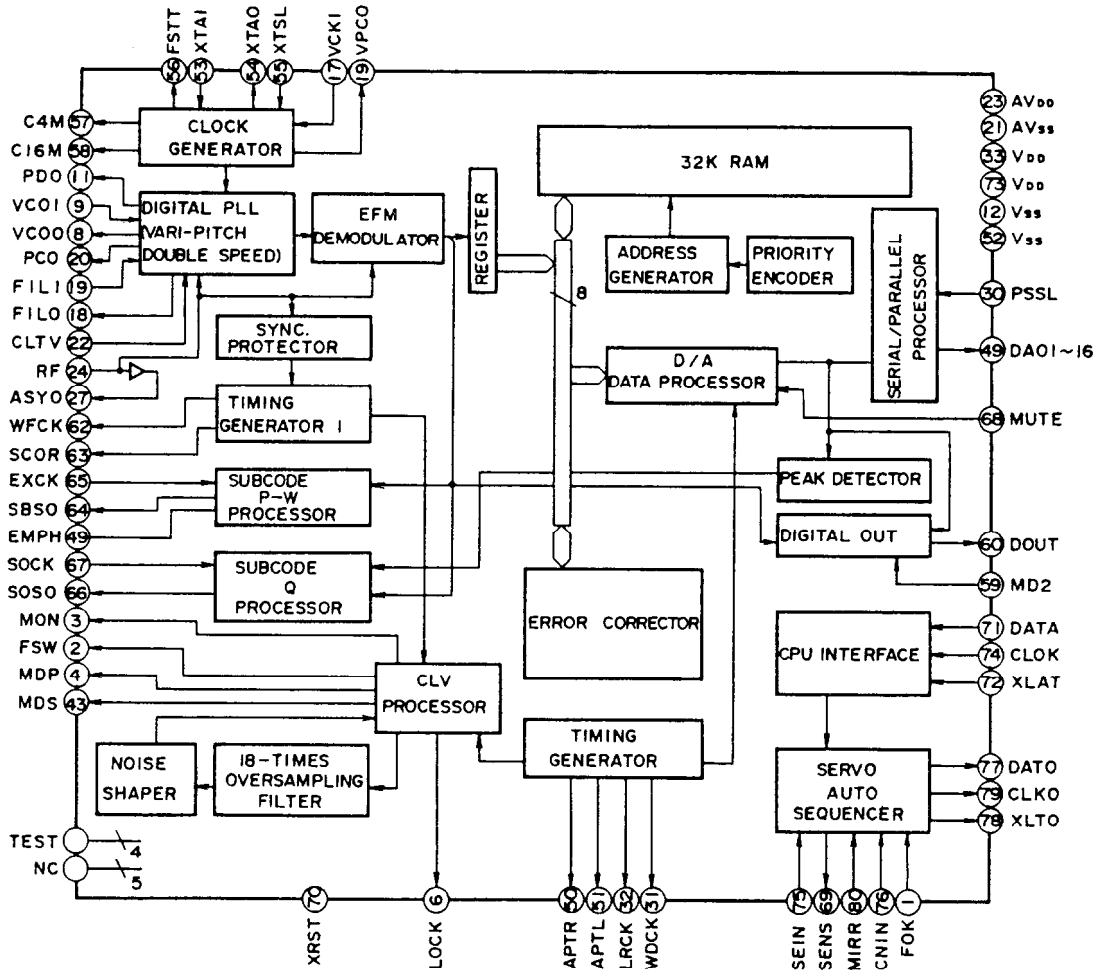 FSTT XTAI XTAO XTSL VCKI VPCO
56 53 54 55 17 19
C4M 57
C16M 58
PDO 11
VCOI 9
VCOO 8
PCO 20
FILI 19
FILO 18
CLTV 22
RF 24
ASYO 27
WFCK 62
SCOR 63
EXCK 65
SBSO 64
EMPH 49
SOCK 67
SOSO 66
MON 3
FSW 2
MDP 4
MDS 43
TEST
4
NC
5
CLOCK
GENERATOR
DIGITAL PLL
(VARI-PITCH
DOUBLE SPEED)
EFM
DEMODULATOR
REGISTER
32K RAM
8
ADDRESS
GENERATOR
PRIORITY
ENCODER
SERIAL/PARALLEL
PROCESSOR
SYNC.
PROTECTOR
D/A
DATA PROCESSOR
TIMING
GENERATOR 1
SUBCODE
P-W
PROCESSOR
PEAK DETECTOR
DIGITAL OUT
SUBCODE
Q
PROCESSOR
ERROR CORRECTOR
CPU INTERFACE
CLV
PROCESSOR
TIMING
GENERATOR
NOISE
SHAPER
18-TIMES
OVERSAMPLING
FILTER
SERVO
AUTO
SEQUENCER
23 AVDD
21 AVSS
33 VDD
73 VDD
12 VSS
52 VSS
30 PSSL
49 DA01~16
68 MUTE
60 DOUT
59 MD2
71 DATA
74 CLOK
72 XLAT
77 DATO
79 CLKO
78 XLTO
70 6 50 51 32 31 75 69 80 76 1
XRST LOCK APTR APTL LRCK WDCK SEIN SENS MIRR CNIN FOK